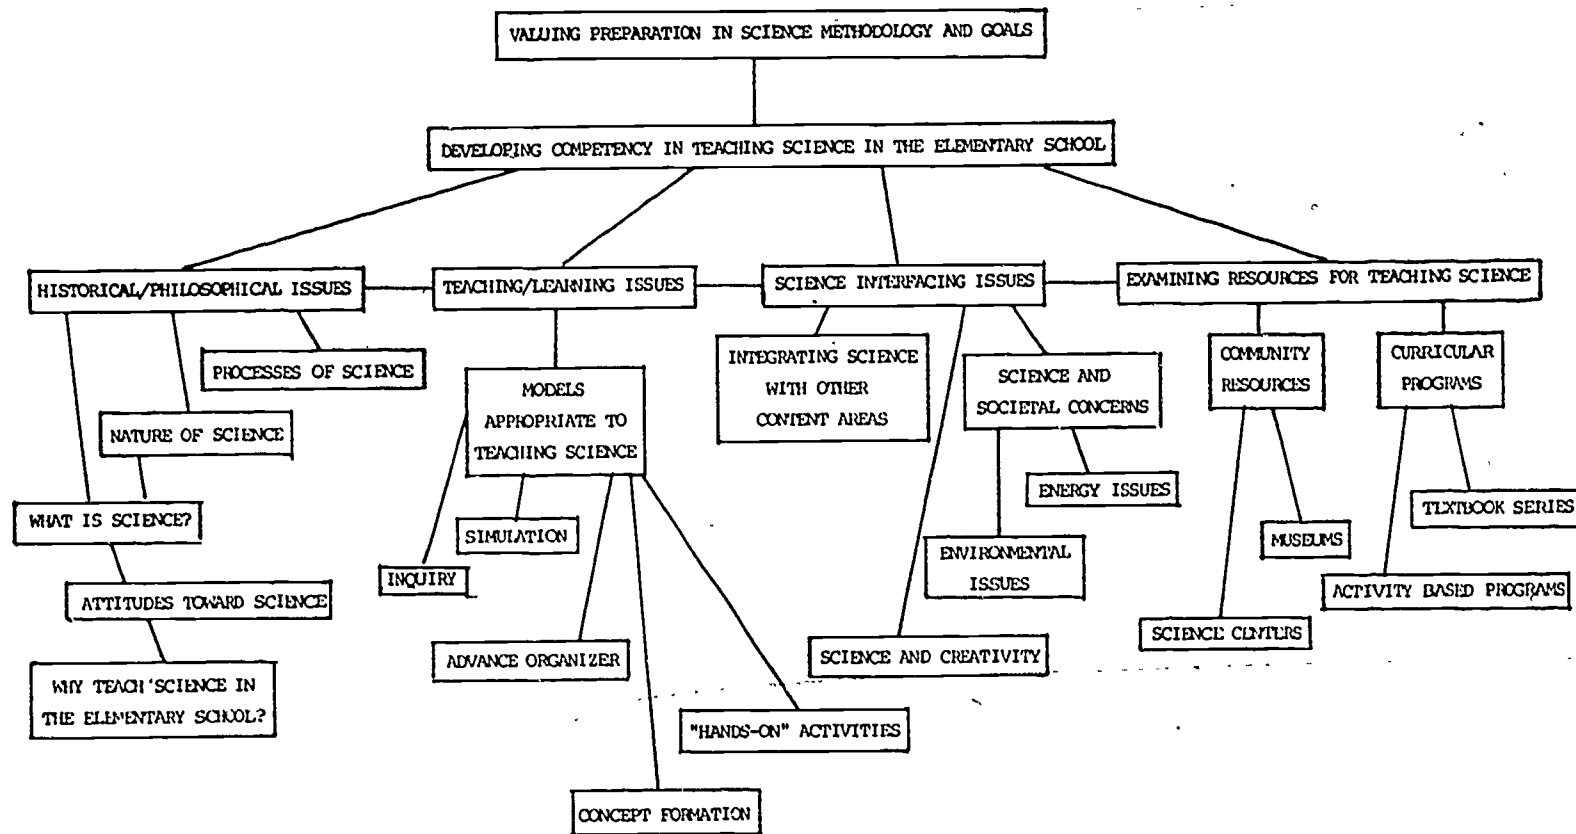 VALUING PREPARATION IN SCIENCE METHODOLOGY AND GOALS
DEVELOPING COMPETENCY IN TEACHING SCIENCE IN THE ELEMENTARY SCHOOL
HISTORICAL/PHILOSOPHICAL ISSUES
TEACHING/LEARNING ISSUES
SCIENCE INTERFACING ISSUES
EXAMINING RESOURCES FOR TEACHING SCIENCE
PROCESSES OF SCIENCE
NATURE OF SCIENCE
WHAT IS SCIENCE?
ATTITUDES TOWARD SCIENCE
WHY TEACH SCIENCE IN
THE ELEMENTARY SCHOOL?
MODELS
APPROPRIATE TO
TEACHING SCIENCE
INQUIRY
SIMULATION
ADVANCE ORGANIZER
CONCEPT FORMATION
"HANDS-ON" ACTIVITIES
INTEGRATING SCIENCE
WITH OTHER
CONTENT AREAS
SCIENCE AND
SOCIETAL CONCERNS
ENERGY ISSUES
ENVIRONMENTAL
ISSUES
SCIENCE AND CREATIVITY
COMMUNITY
RESOURCES
MUSEUMS
SCIENCE CENTERS
CURRICULAR
PROGRAMS
TEXTBOOK SERIES
ACTIVITY BASED PROGRAMS